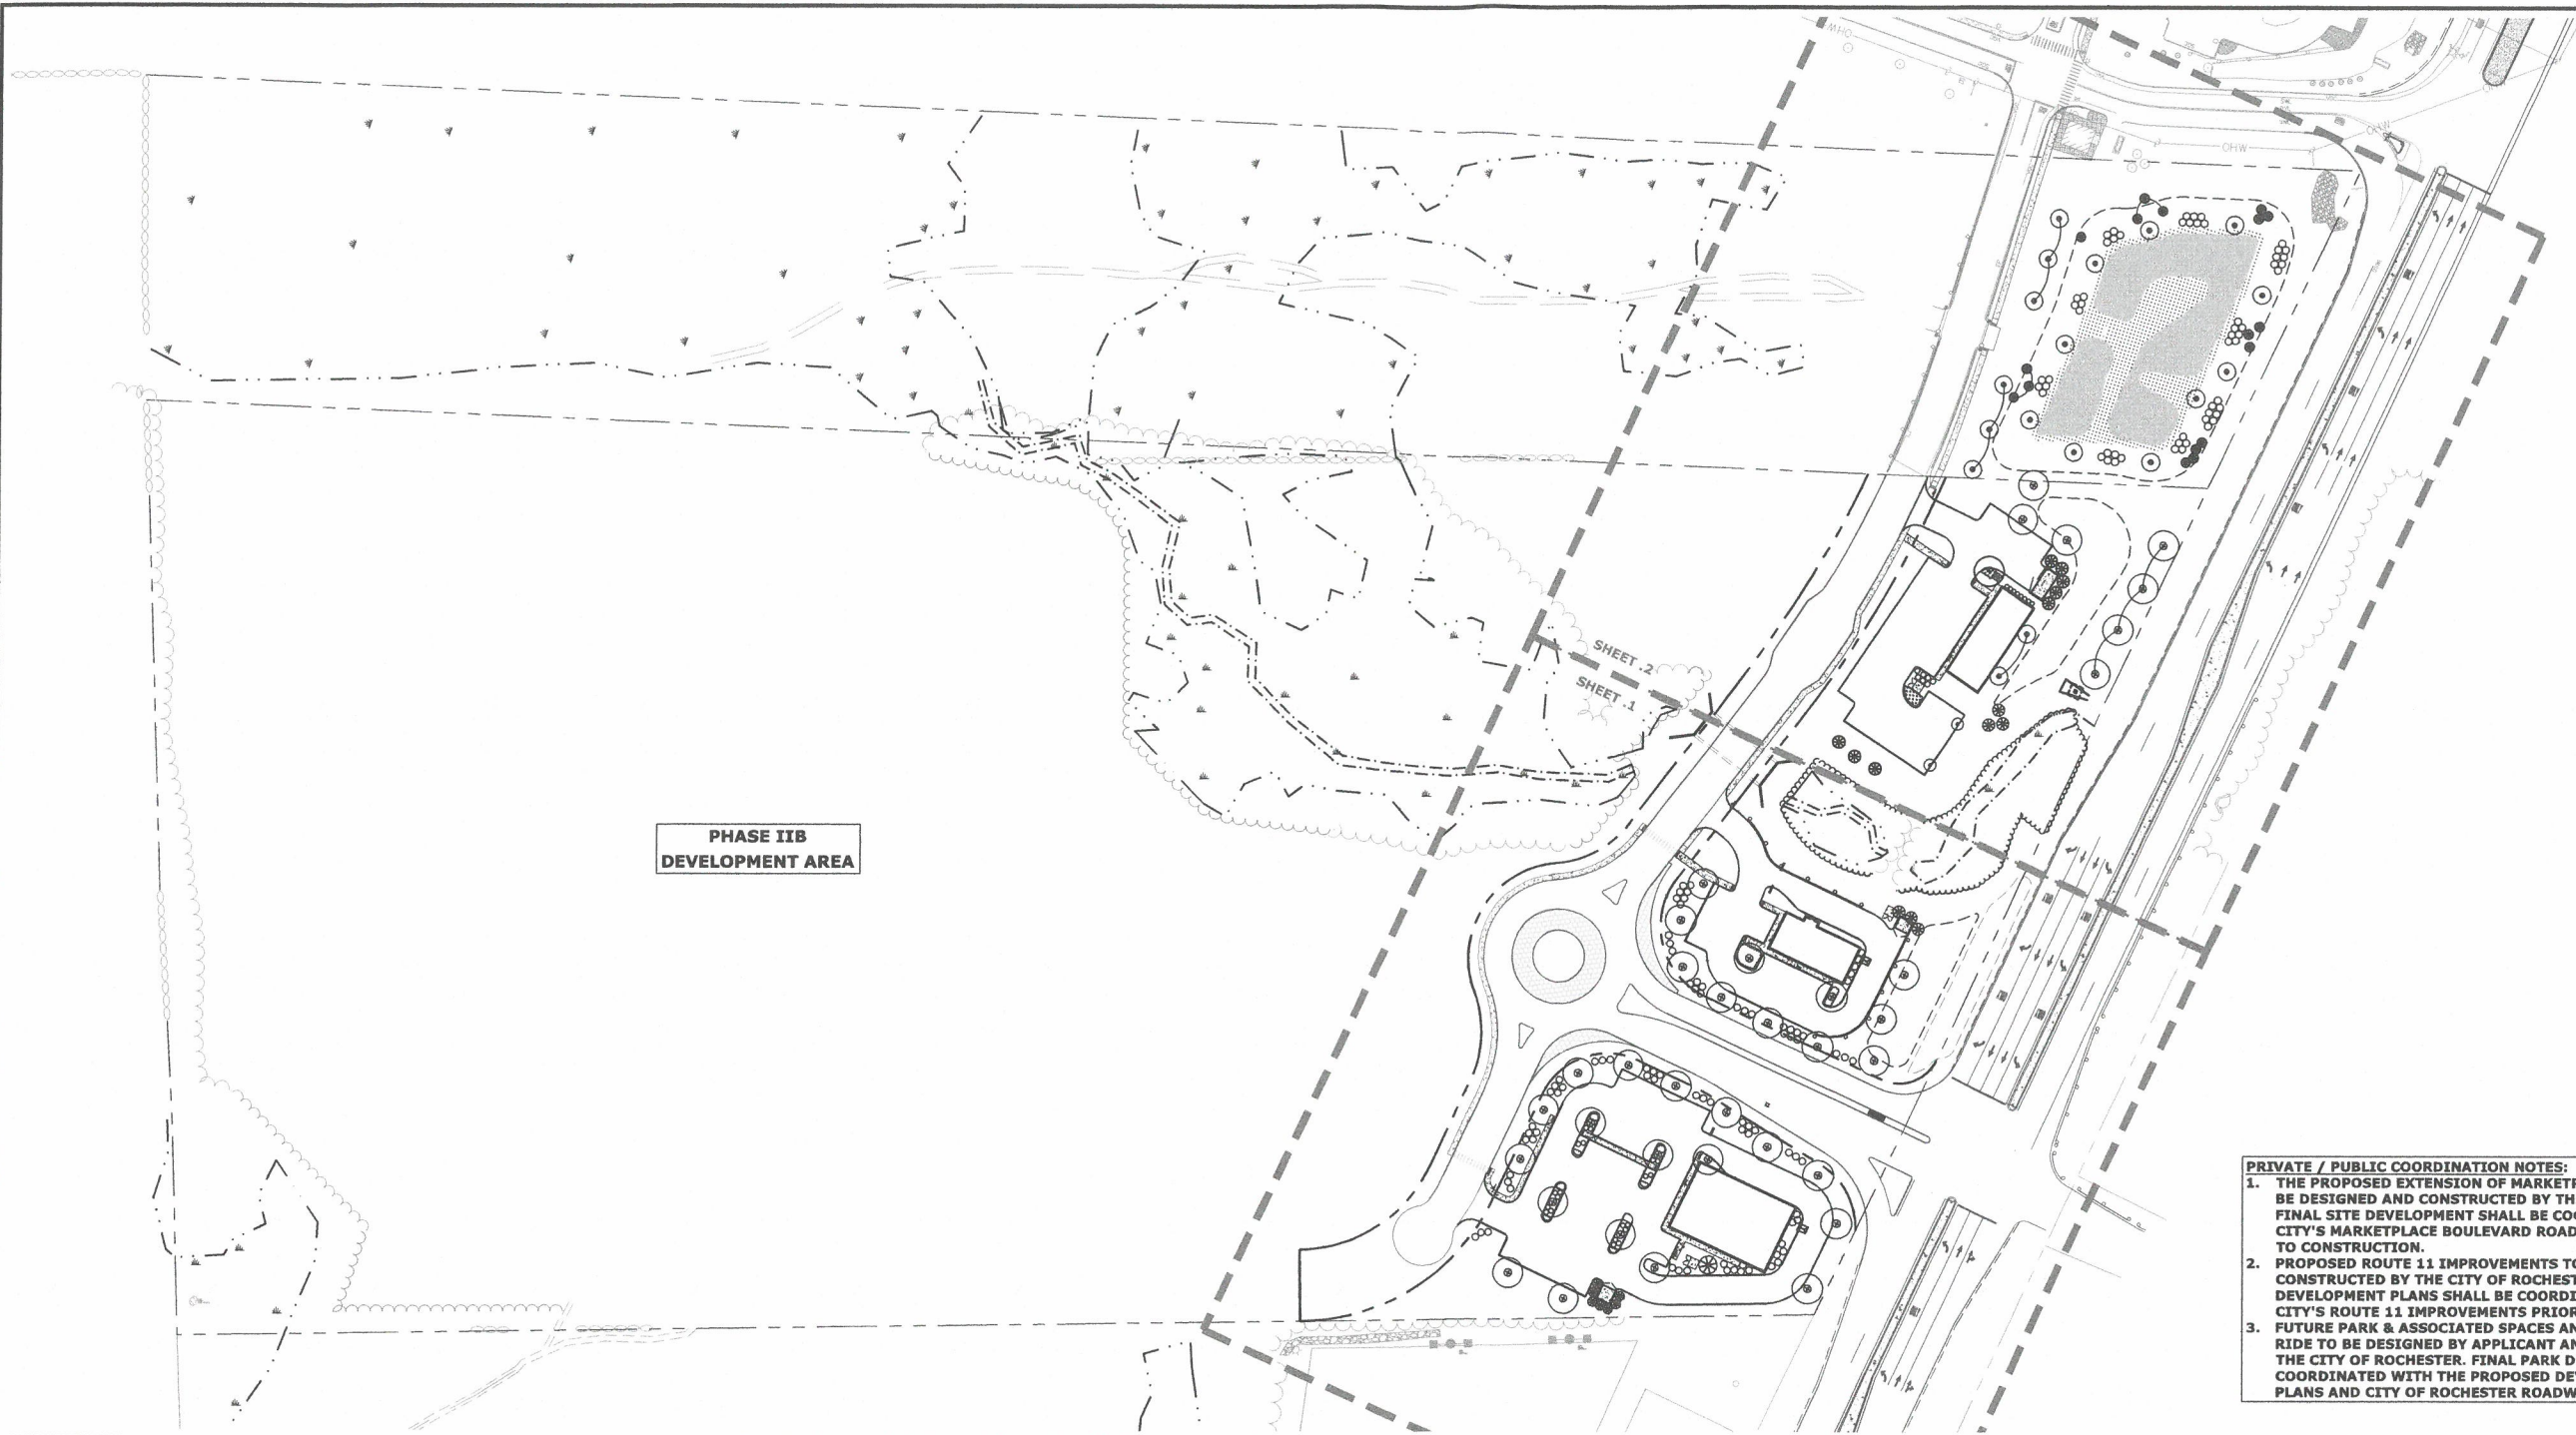 OHW
OHW
OHW
SHEET .2
SHEET .1
PHASE IIB
DEVELOPMENT AREA
PRIVATE / PUBLIC COORDINATION NOTES:
1. THE PROPOSED EXTENSION OF MARKETP
BE DESIGNED AND CONSTRUCTED BY TH
FINAL SITE DEVELOPMENT SHALL BE COO
CITY'S MARKETPLACE BOULEVARD ROAD
TO CONSTRUCTION.
2. PROPOSED ROUTE 11 IMPROVEMENTS TO
CONSTRUCTED BY THE CITY OF ROCHEST
DEVELOPMENT PLANS SHALL BE COORDI
CITY'S ROUTE 11 IMPROVEMENTS PRIOR
3. FUTURE PARK & ASSOCIATED SPACES AN
RIDE TO BE DESIGNED BY APPLICANT AN
THE CITY OF ROCHESTER. FINAL PARK D
COORDINATED WITH THE PROPOSED DE
PLANS AND CITY OF ROCHESTER ROADW